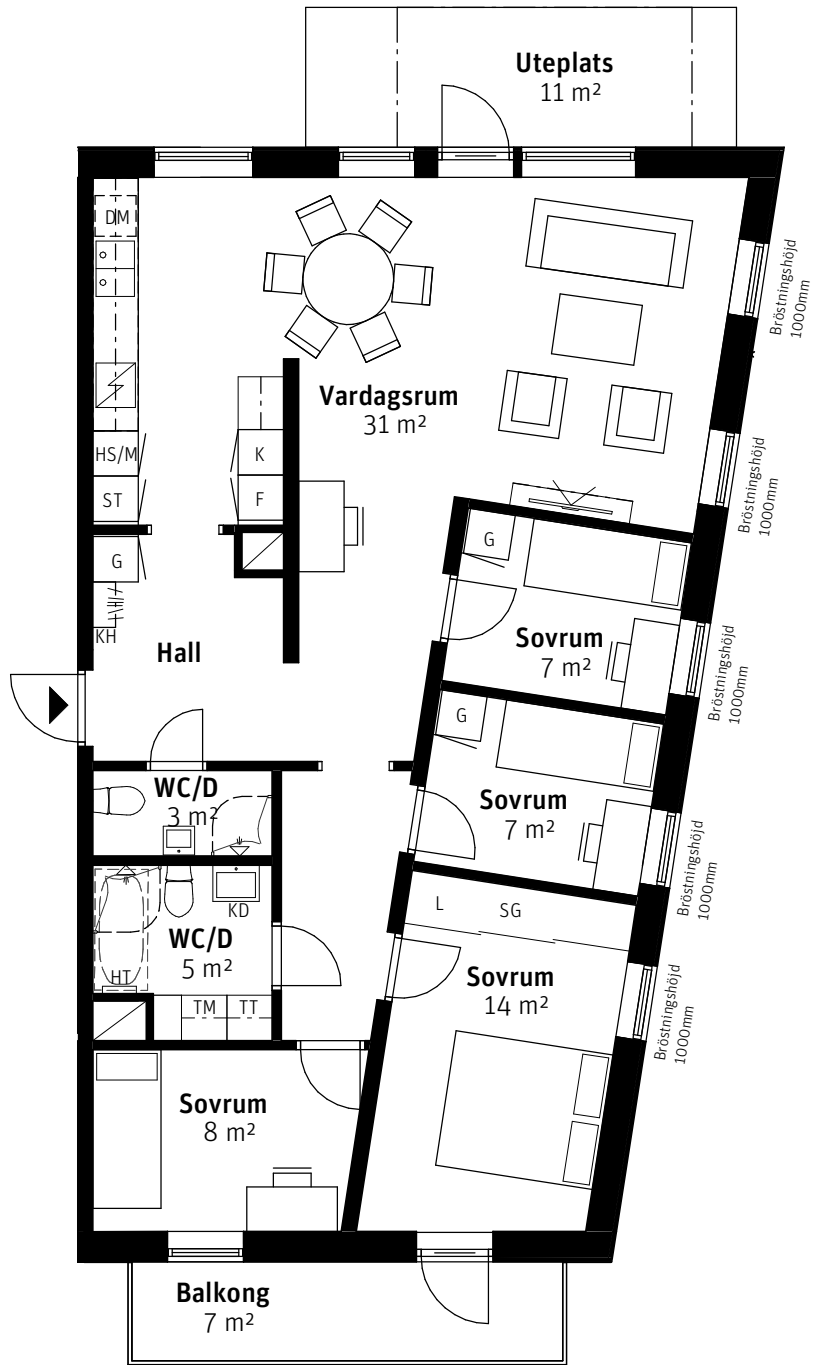 Uteplats
11 m²
DM
Bröstningshöjd
1000mm
Vardagsrum
31 m²
HS/M
K
ST
F
Bröstningshöjd
1000mm
G
G
KH
Hall
Sovrum
7 m²
Bröstningshöjd
1000mm
G
WC/D
3 m²
Sovrum
7 m²
Bröstningshöjd
1000mm
KD
L
SG
WC/D
5 m²
HT
Sovrum
14 m²
TM
TT
Bröstningshöjd
1000mm
Sovrum
8 m²
Balkong
7 m²